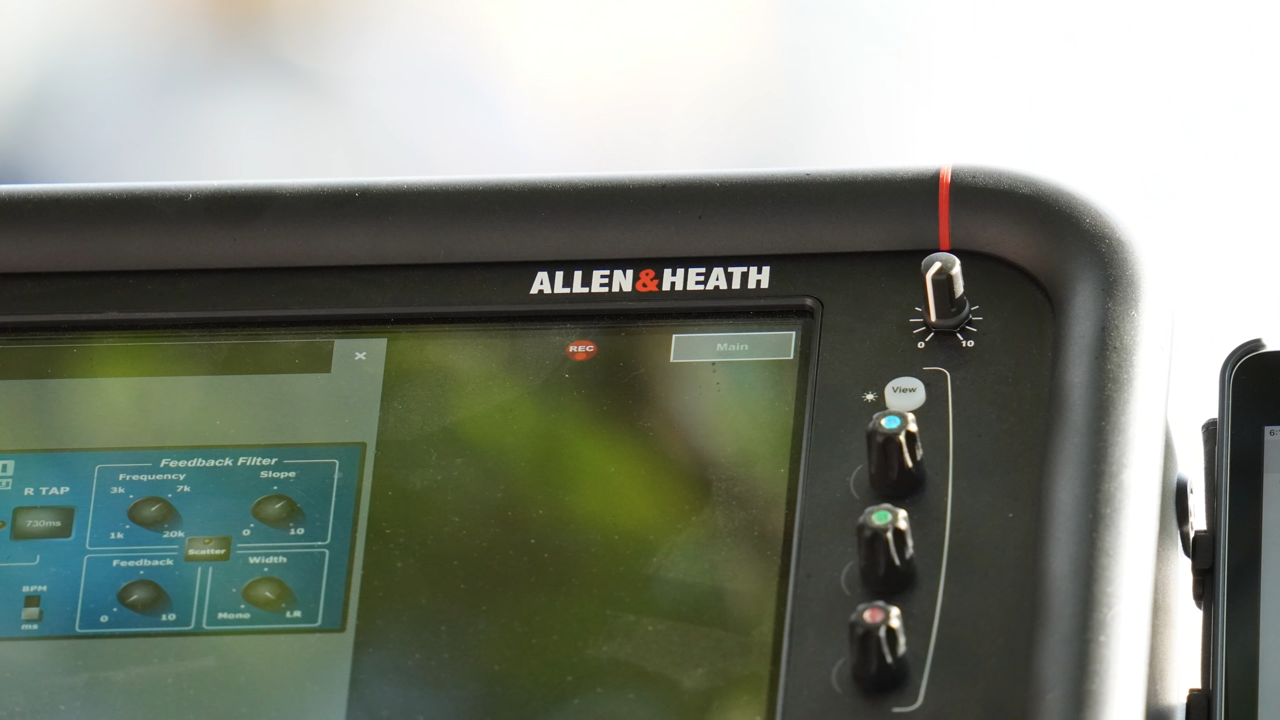 ALLEN&HEATH
REC
Main
×
0 10
View
Feedback Filter
Frequency
Slope
3k 7k
1k 20k
0 10
R TAP
730ms
Scatter
Feedback
Width
0 10
Mono LR
BPM
ms